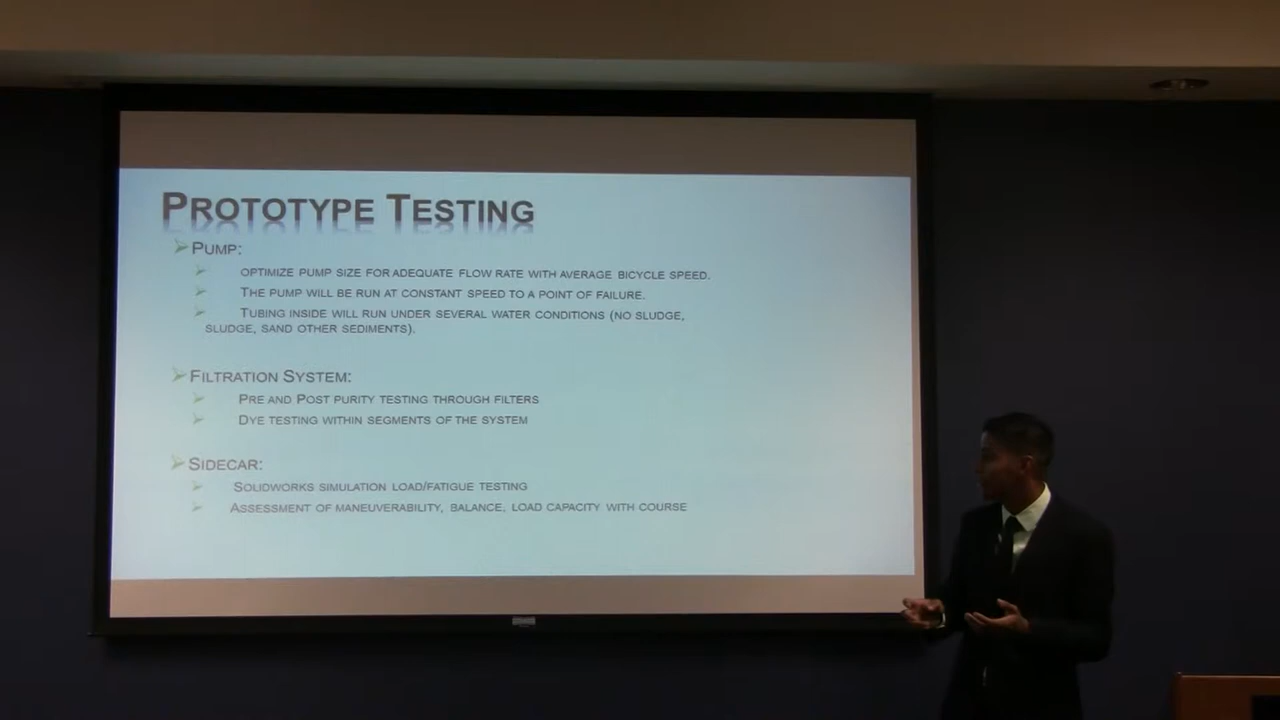 PROTOTYPE TESTING
PUMP:
OPTIMIZE PUMP SIZE FOR ADEQUATE FLOW RATE WITH AVERAGE BICYCLE SPEED.
THE PUMP WILL BE RUN AT CONSTANT SPEED TO A POINT OF FAILURE.
TUBING INSIDE WILL RUN UNDER SEVERAL WATER CONDITIONS (NO SLUDGE,
SLUDGE, SAND OTHER SEDIMENTS).
FILTRATION SYSTEM:
PRE AND POST PURITY TESTING THROUGH FILTERS
DYE TESTING WITHIN SEGMENTS OF THE SYSTEM
SIDECAR:
SOLIDWORKS SIMULATION LOAD/FATIGUE TESTING
ASSESSMENT OF MANEUVERABILITY, BALANCE, LOAD CAPACITY WITH COURSE